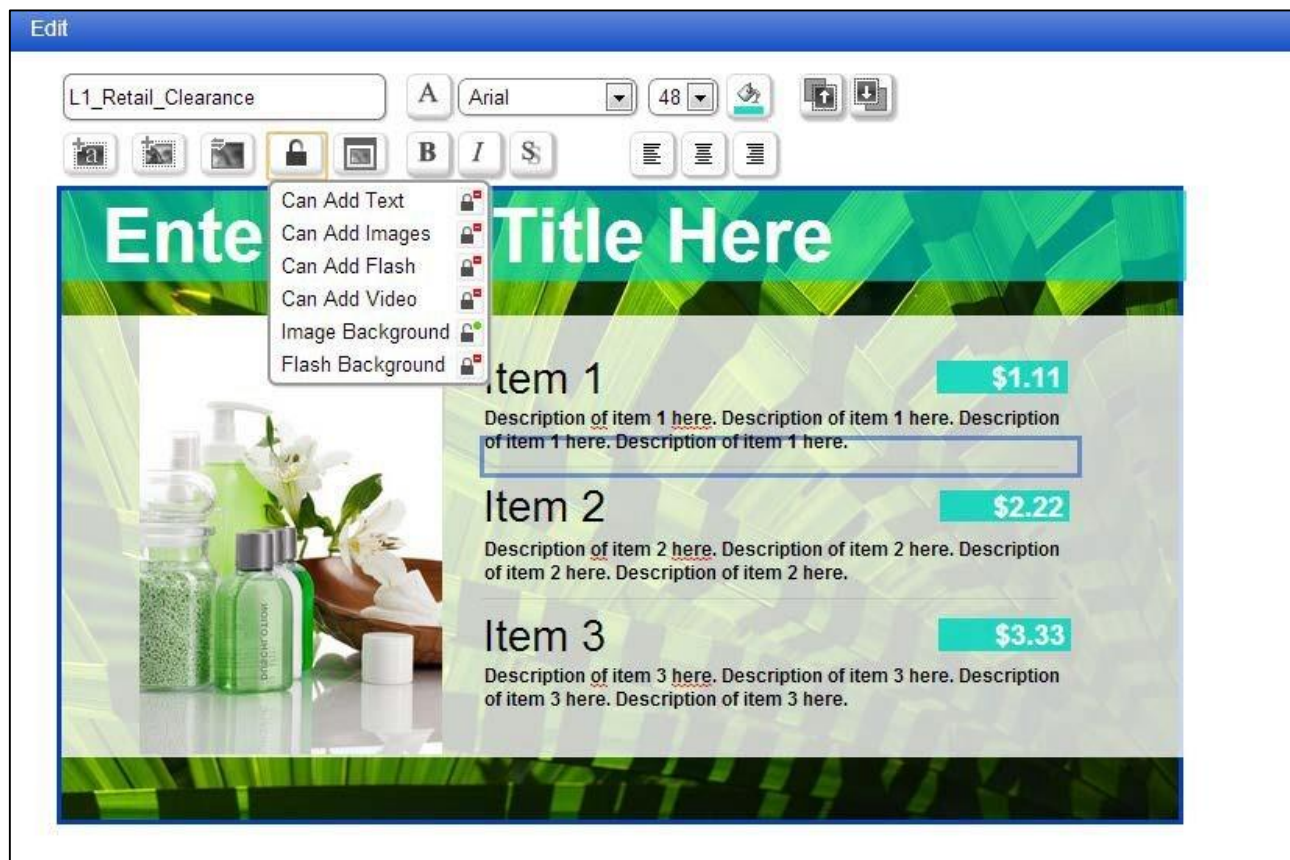 Edit
L1_Retail_Clearance
A
Arial
48
a
B
I
S
Can Add Text
Can Add Images
Can Add Flash
Can Add Video
Image Background
Flash Background
Ente Title Here
Item 1
$1.11
Description of item 1 here. Description of item 1 here. Description
of item 1 here. Description of item 1 here.
Item 2
$2.22
Description of item 2 here. Description of item 2 here. Description
of item 2 here. Description of item 2 here.
Item 3
$3.33
Description of item 3 here. Description of item 3 here. Description
of item 3 here. Description of item 3 here.